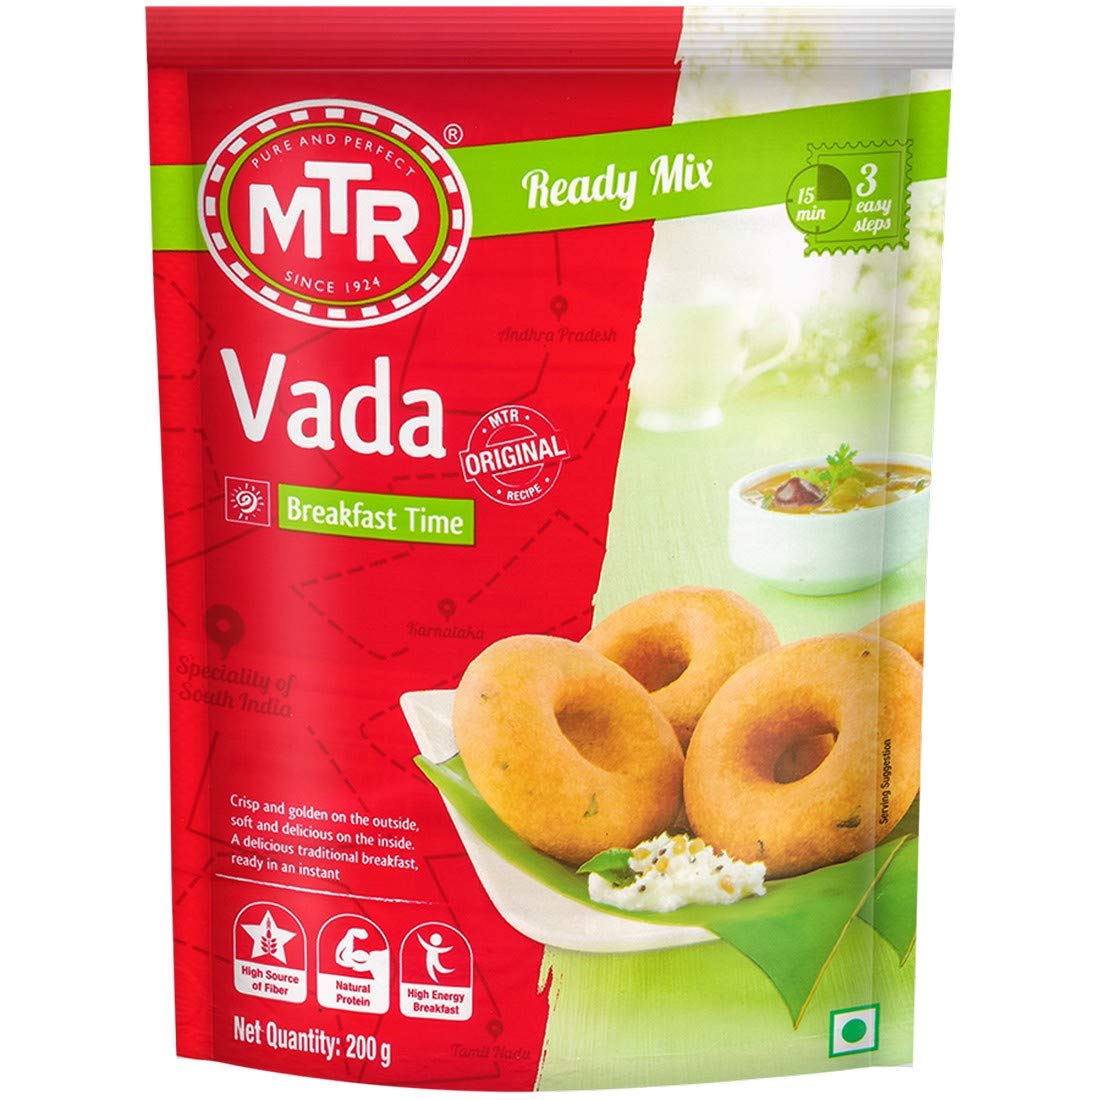 PURE AND PERFECT
MTR
SINCE 1924
®
Ready Mix
15
min
3
easy
steps
Andhra Pradesh
Vada
MTR
ORIGINAL
RECIPE
Breakfast Time
Karnataka
Speciality of
South India
Serving Suggestion
Crisp and golden on the outside,
soft and delicious on the inside.
A delicious traditional breakfast,
ready in an instant
High Source
of Fiber
Natural
Protein
High Energy
Breakfast
Net Quantity: 200 g
Tamil Nadu